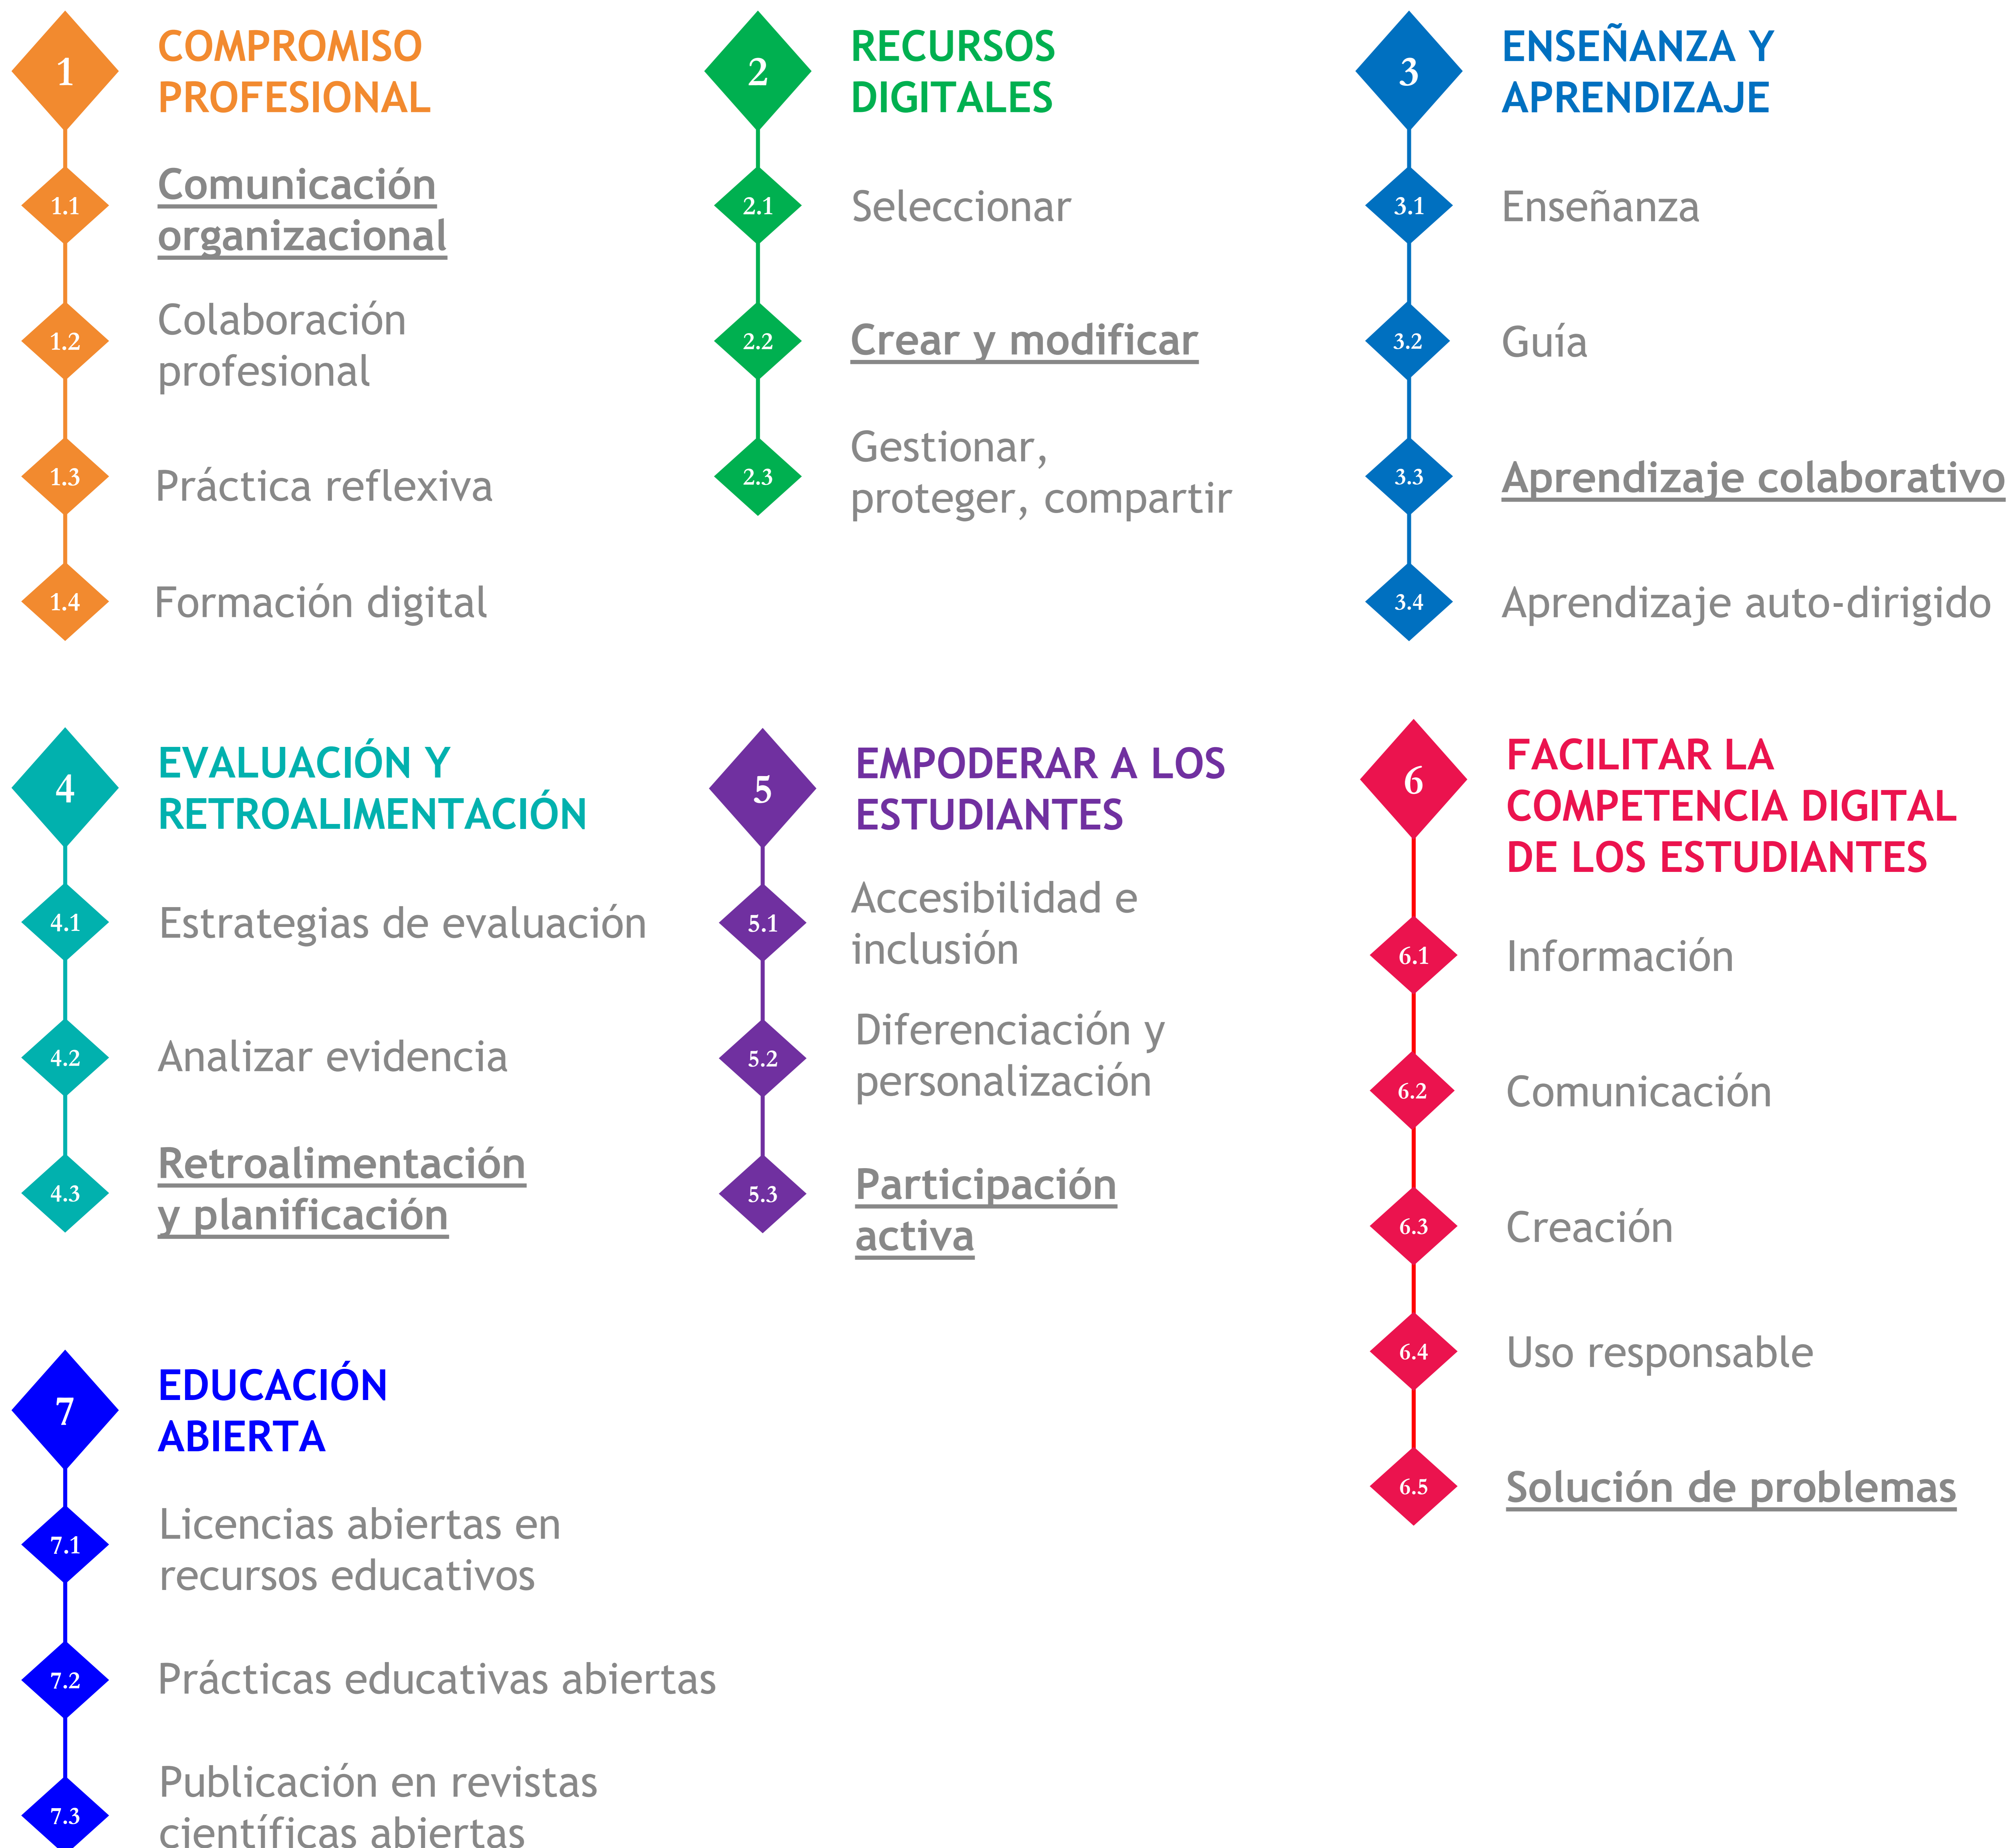 1
COMPROMISO
PROFESIONAL
1.1
Comunicación
organizacional
1.2
Colaboración
profesional
1.3
Práctica reflexiva
1.4
Formación digital
2
RECURSOS
DIGITALES
2.1
Seleccionar
2.2
Crear y modificar
2.3
Gestionar,
proteger, compartir
3
ENSEÑANZA Y
APRENDIZAJE
3.1
Enseñanza
3.2
Guía
3.3
Aprendizaje colaborativo
3.4
Aprendizaje auto-dirigido
4
EVALUACIÓN Y
RETROALIMENTACIÓN
4.1
Estrategias de evaluación
4.2
Analizar evidencia
4.3
Retroalimentación
y planificación
5
EMPODERAR A LOS
ESTUDIANTES
5.1
Accesibilidad e
inclusión
5.2
Diferenciación y
personalización
5.3
Participación
activa
6
FACILITAR LA
COMPETENCIA DIGITAL
DE LOS ESTUDIANTES
6.1
Información
6.2
Comunicación
6.3
Creación
6.4
Uso responsable
6.5
Solución de problemas
7
EDUCACIÓN
ABIERTA
7.1
Licencias abiertas en
recursos educativos
7.2
Prácticas educativas abiertas
7.3
Publicación en revistas
científicas abiertas